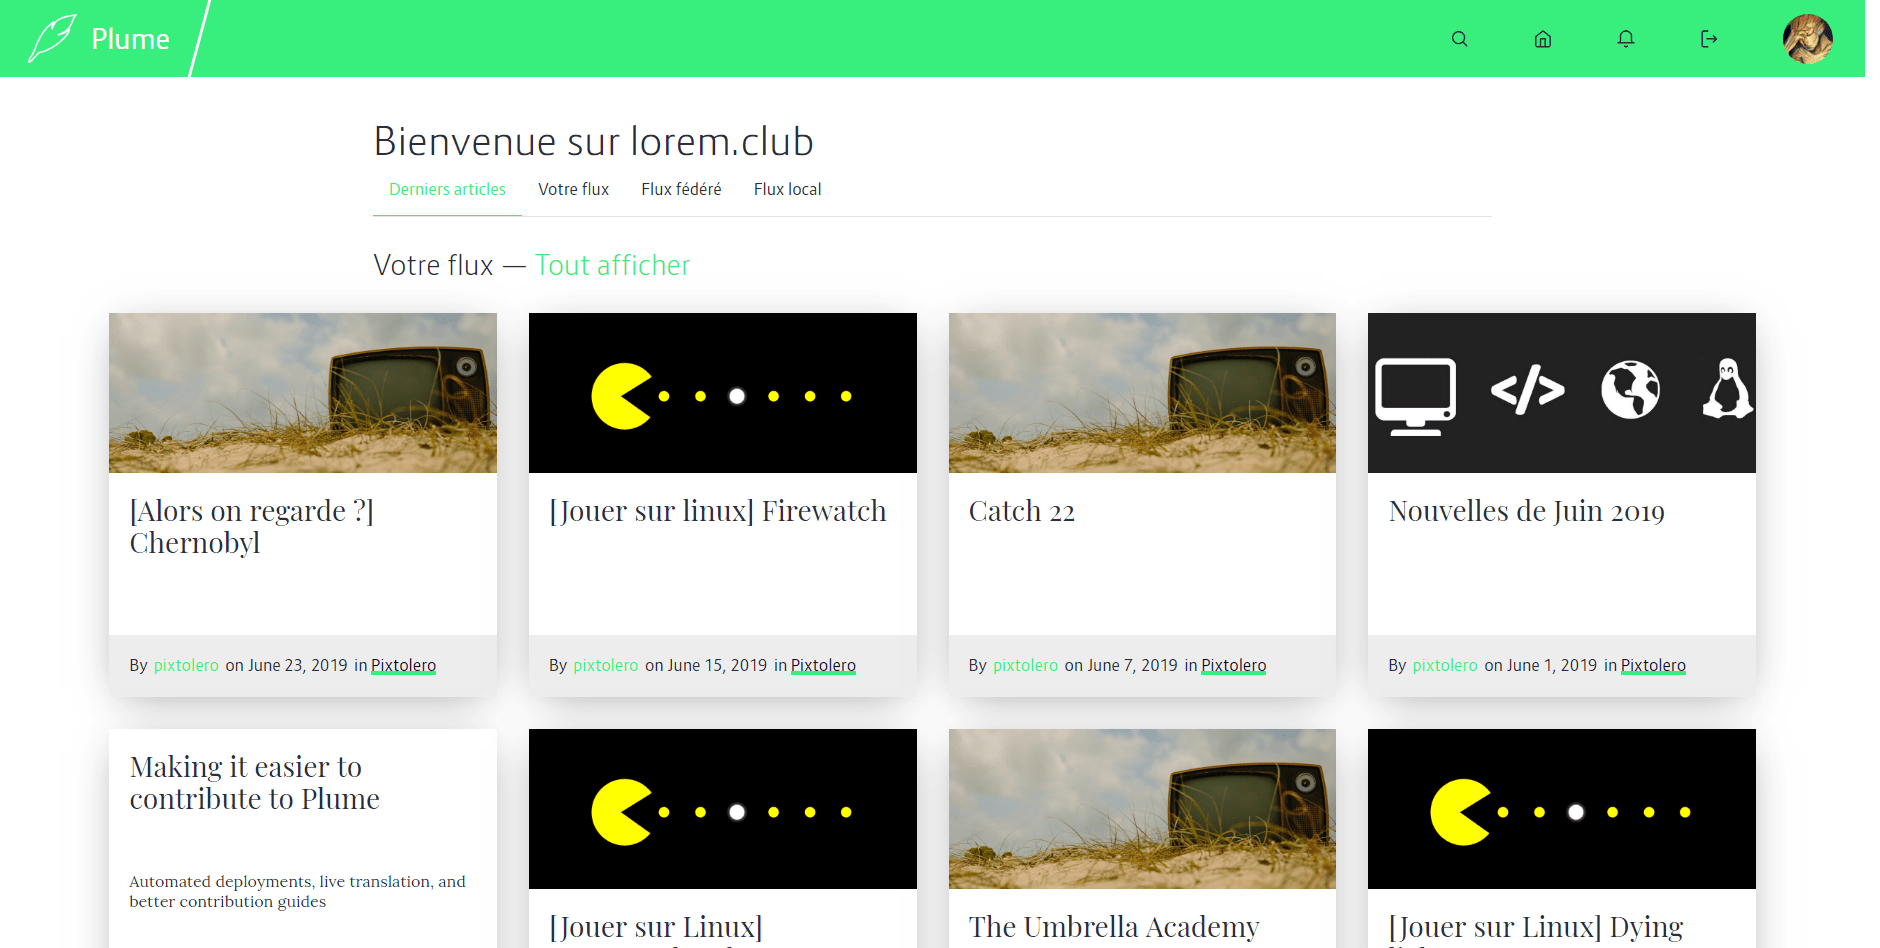 Plume
Bienvenue sur lorem.club
Derniers articles Votre flux Flux fédéré Flux local
Votre flux — Tout afficher
[Alors on regarde ?]
Chernobyl
By pixtolero on June 23, 2019 in Pixtolero
[Jouer sur linux] Firewatch
By pixtolero on June 15, 2019 in Pixtolero
Catch 22
By pixtolero on June 7, 2019 in Pixtolero
Nouvelles de Juin 2019
By pixtolero on June 1, 2019 in Pixtolero
Making it easier to
contribute to Plume
Automated deployments, live translation, and
better contribution guides
[Jouer sur Linux]
The Umbrella Academy
[Jouer sur Linux] Dying